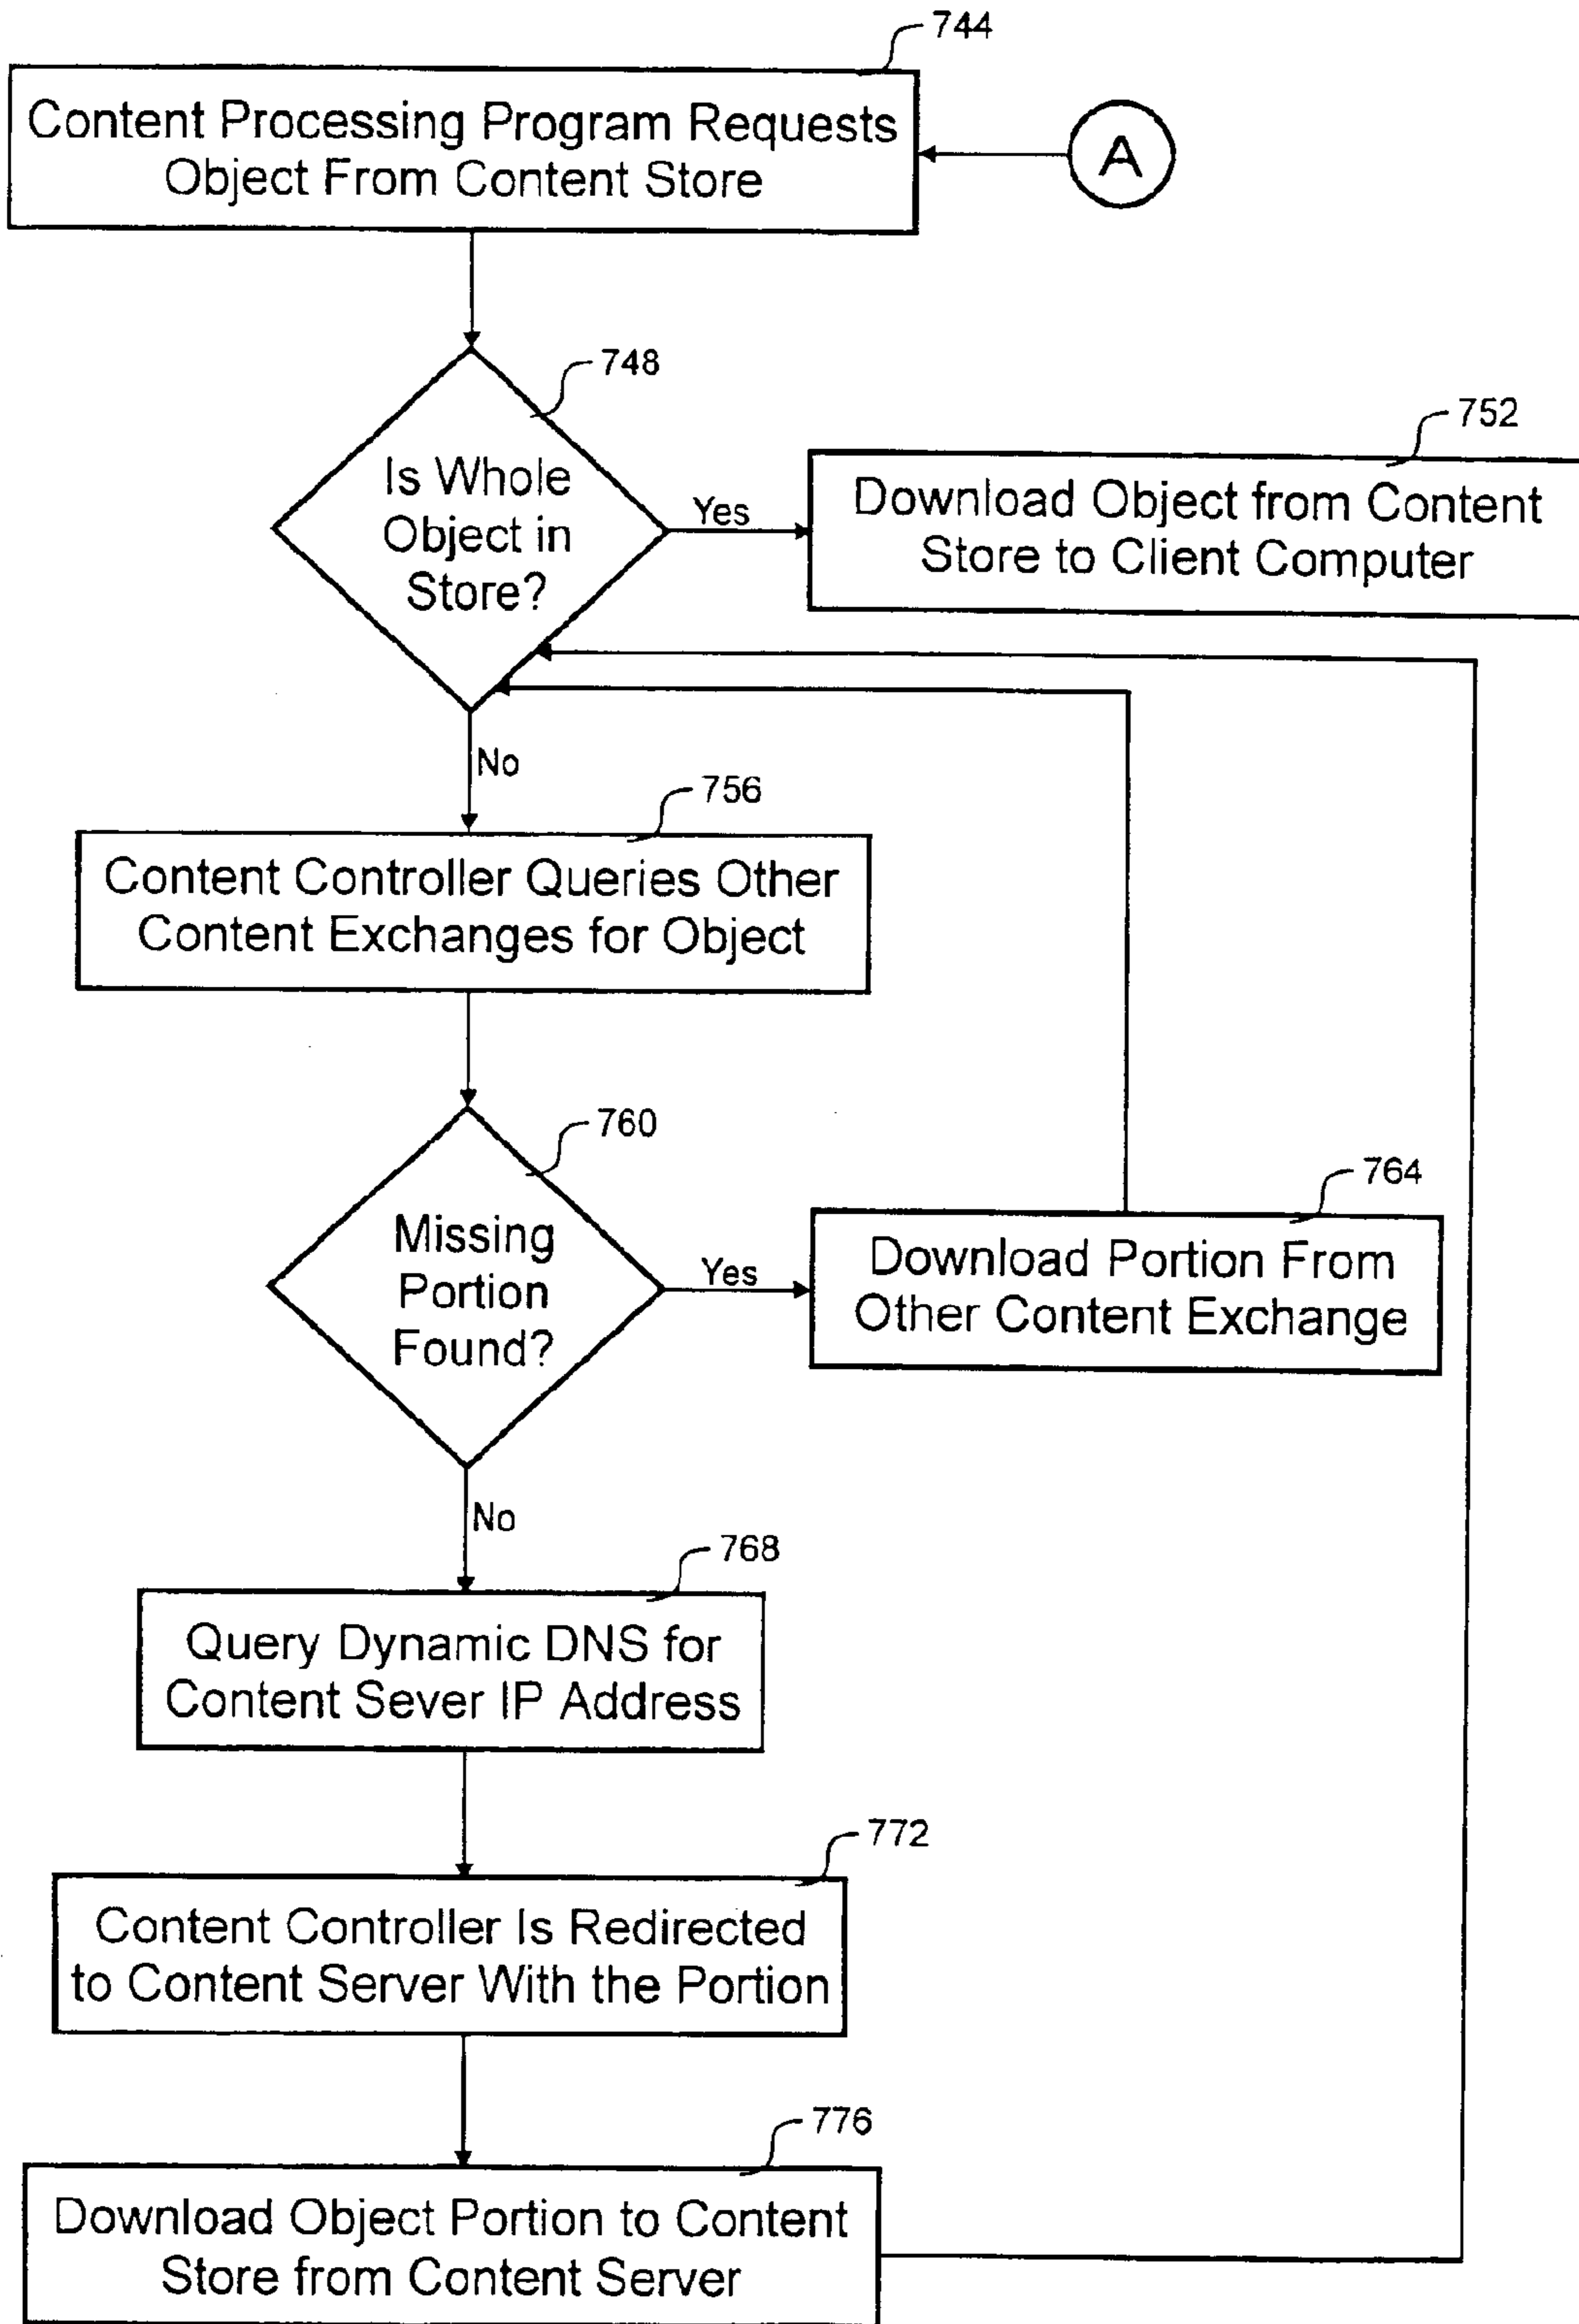 744
Content Processing Program Requests
Object From Content Store
A
748
Is Whole
Object in
Store?
Yes
752
Download Object from Content
Store to Client Computer
No
756
Content Controller Queries Other
Content Exchanges for Object
760
Missing
Portion
Found?
Yes
764
Download Portion From
Other Content Exchange
No
768
Query Dynamic DNS for
Content Sever IP Address
772
Content Controller Is Redirected
to Content Server With the Portion
776
Download Object Portion to Content
Store from Content Server